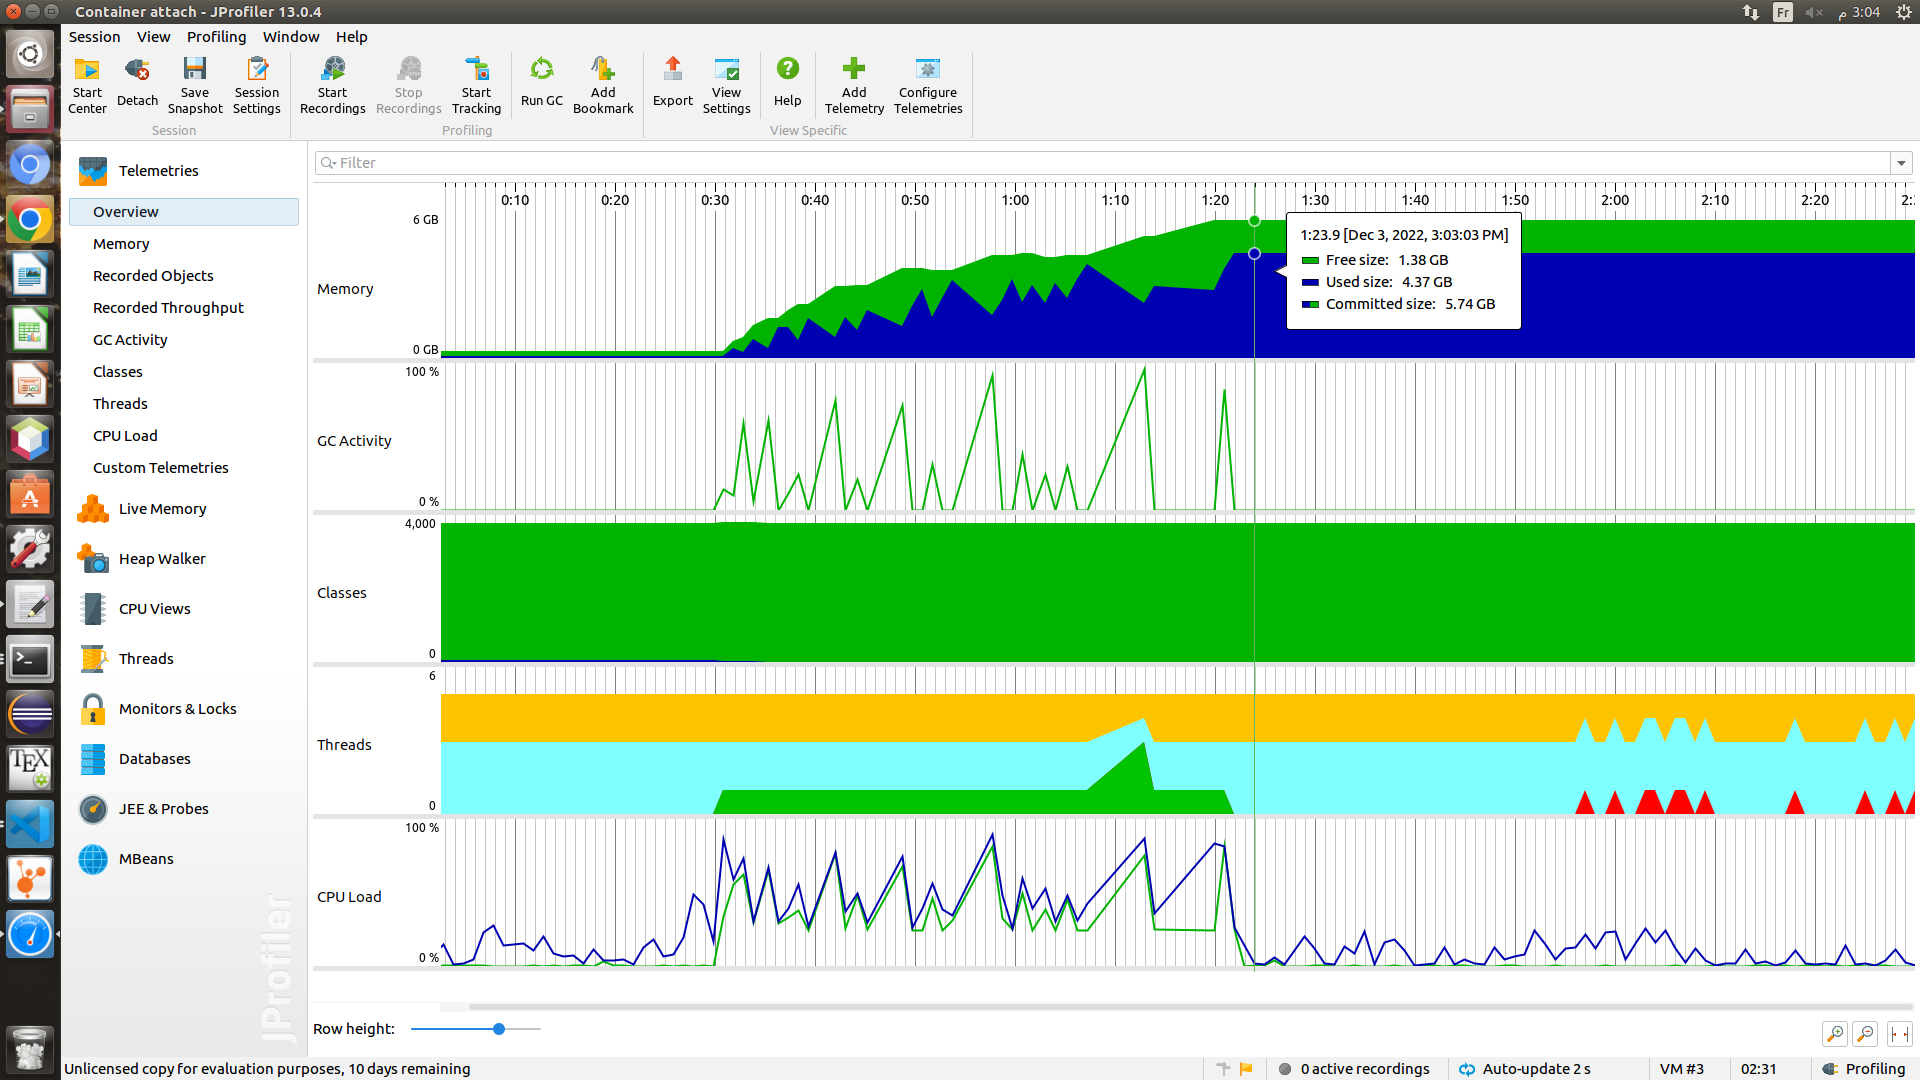 Container attach - JProfiler 13.0.4
Fr
3:04 م
Session View Profiling Window Help
Start Center
Detach
Save Snapshot
Session Settings
Start Recordings
Stop Recordings
Start Tracking
Run GC
Add Bookmark
Export
View Settings
Help
Add Telemetry
Configure Telemetries
Session
Profiling
View Specific
Telemetries
Overview
Memory
Recorded Objects
Recorded Throughput
GC Activity
Classes
Threads
CPU Load
Custom Telemetries
Live Memory
Heap Walker
CPU Views
Threads
Monitors & Locks
Databases
JEE & Probes
MBeans
JProfiler
Filter
0:10 0:20 0:30 0:40 0:50 1:00 1:10 1:20 1:30 1:40 1:50 2:00 2:10 2:20 2:
6 GB
Memory
0 GB
1:23.9 [Dec 3, 2022, 3:03:03 PM]
Free size: 1.38 GB
Used size: 4.37 GB
Committed size: 5.74 GB
100 %
GC Activity
0 %
4,000
Classes
0
6
Threads
0
100 %
CPU Load
0 %
Row height:
Unlicensed copy for evaluation purposes, 10 days remaining
0 active recordings
Auto-update 2 s
VM #3
02:31
Profiling
TEX